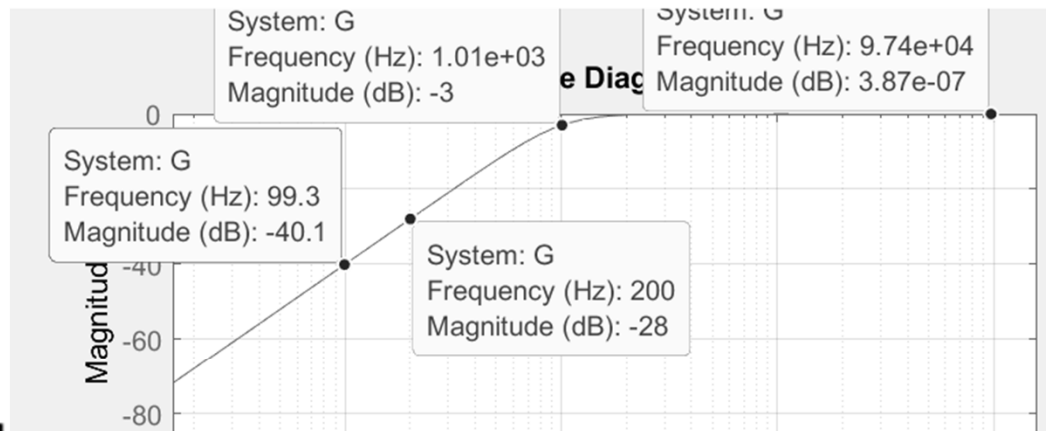 System: G
Frequency (Hz): 1.01e+03
Magnitude (dB): -3
System: G
Frequency (Hz): 9.74e+04
Magnitude (dB): 3.87e-07
e Diag
0
System: G
Frequency (Hz): 99.3
Magnitude (dB): -40.1
System: G
Frequency (Hz): 200
Magnitude (dB): -28
-40
-60
-80
Magnitud